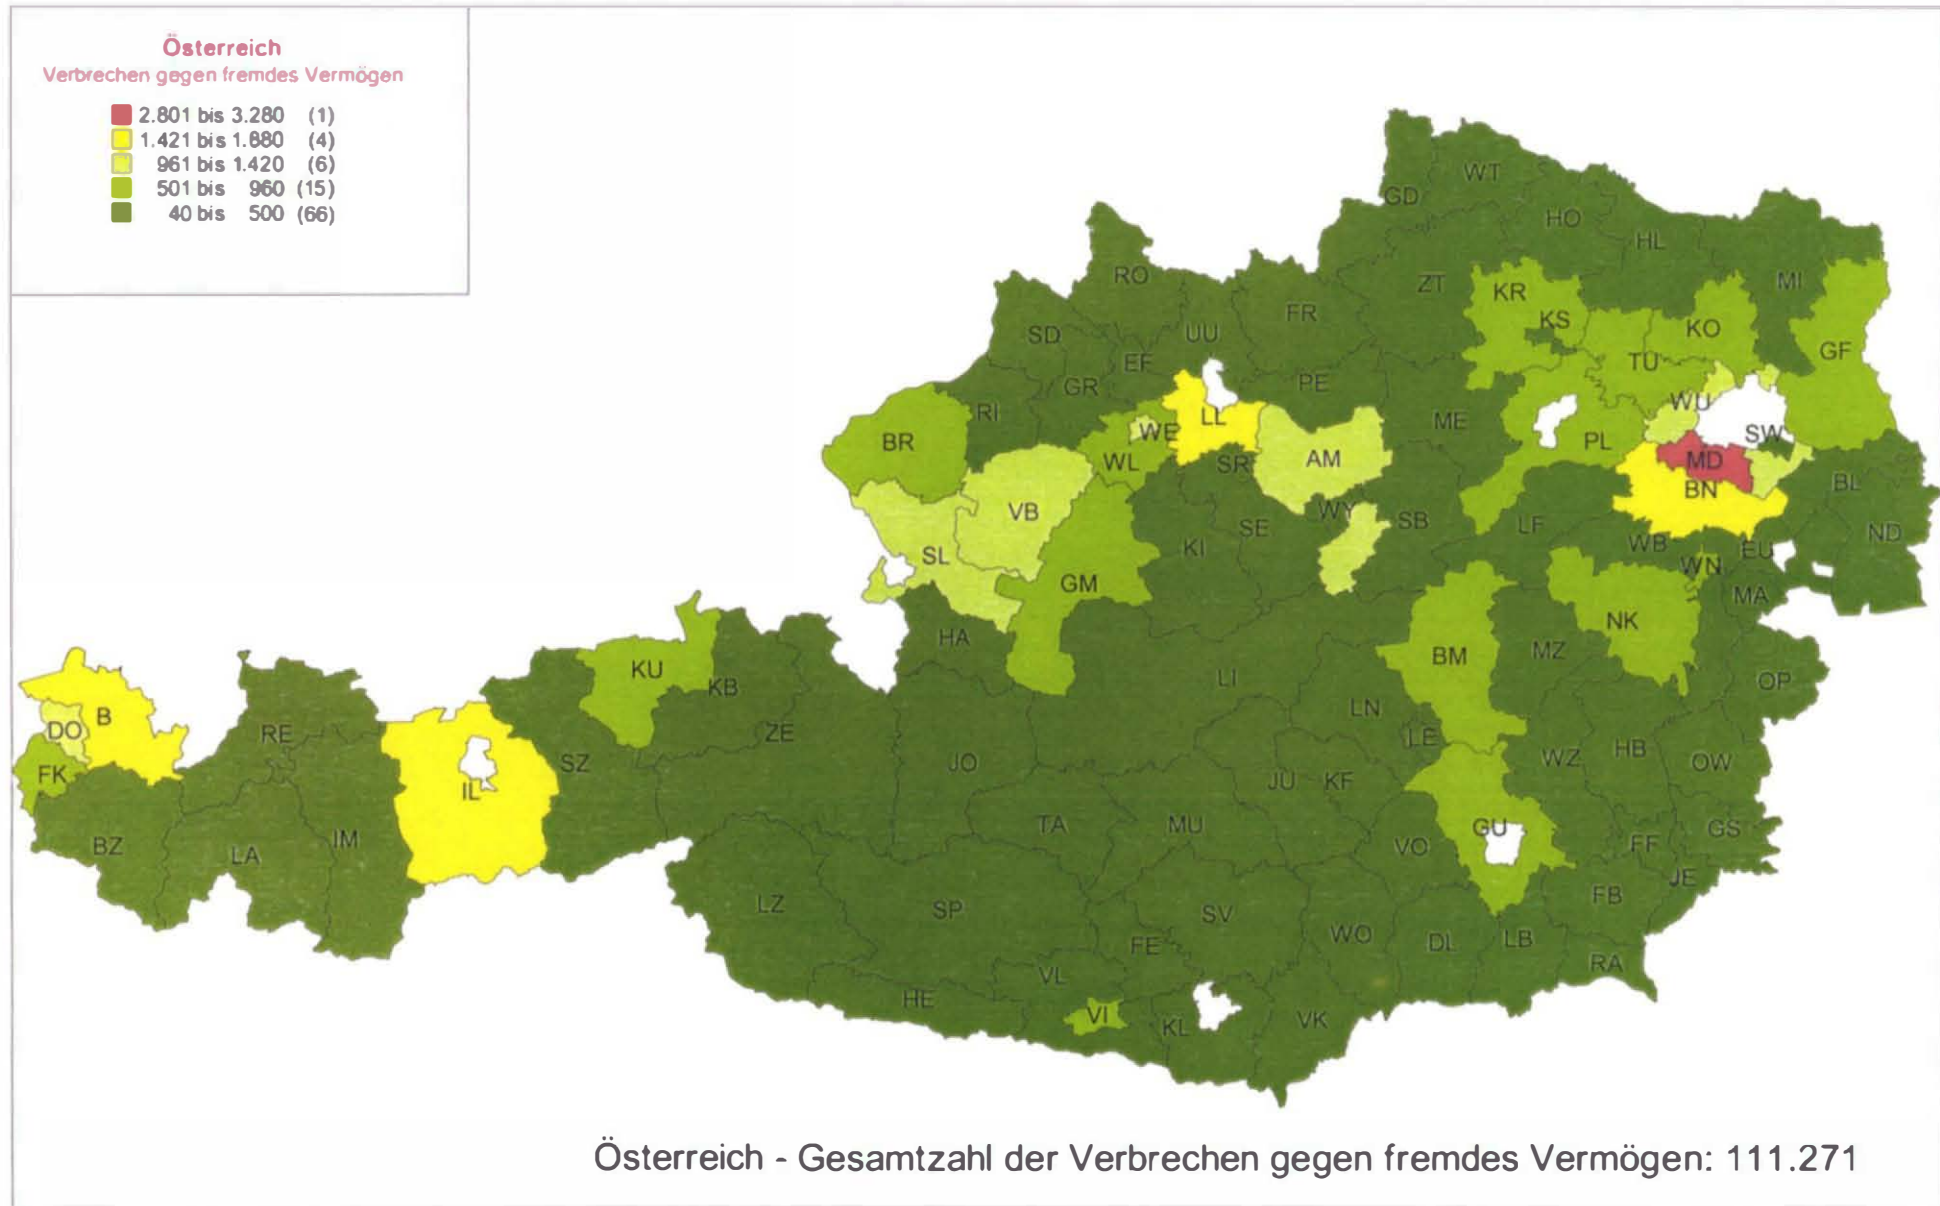 Österreich
Verbrechen gegen fremdes Vermögen
2.801 bis 3.280 (1)
1.421 bis 1.880 (4)
961 bis 1.420 (6)
501 bis 960 (15)
40 bis 500 (66)
WT
GD
HO
HL
RO
ZT
MI
KR
FR
KS
KO
SD
UU
TU
GF
EF
GR
PE
RI
WU
LL
ME
WE
BR
SW
PL
WL
SR
AM
MD
BL
BN
VB
WY
SB
SE
LF
ND
KI
WB
EU
SL
WN
GM
MA
NK
HA
BM
MZ
KU
LI
OP
KB
LN
B
DO
RE
ZE
LE
HB
WZ
OW
JO
SZ
FK
JU
KF
IL
TA
MU
GU
GS
IM
BZ
VO
FF
LA
JE
FB
LZ
SP
SV
WO
DL
LB
FE
RA
VL
HE
VI
KL
VK
Österreich - Gesamtzahl der Verbrechen gegen fremdes Vermögen: 111.271